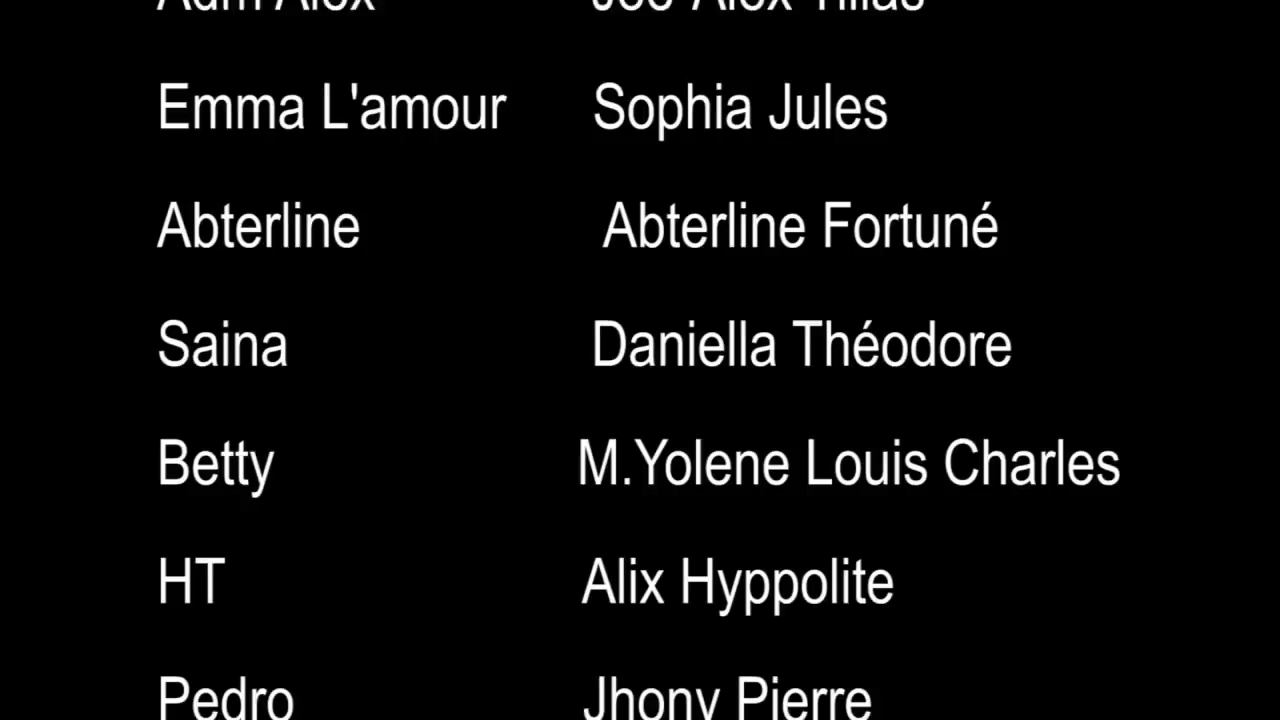 Emma L'amour Sophia Jules
Abterline Abterline Fortuné
Saina Daniella Théodore
Betty M.Yolene Louis Charles
HT Alix Hyppolite
Pedro Jhony Pierre